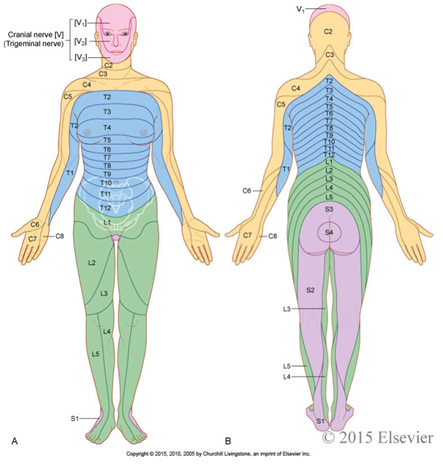 Cranial nerve [V]
(Trigeminal nerve)
[V1]
[V2]
[V3]
C2
C3
C4
C5
T2
T3
T4
T5
T6
T7
T8
T9
T10
T11
T12
T2
T1
L1
C6
C7
C8
L2
L3
L4
L5
S1
A
V1
C2
C3
C4
C5
T2
T3
T4
T5
T6
T7
T8
T9
T10
T11
T12
L1
L2
L3
L4
L5
T2
T1
C6
C7
C8
S3
S4
S2
L3
L5
L4
S1
B
© 2015 Elsevier
Copyright © 2015, 2010, 2005 by Churchill Livingstone, an imprint of Elsevier Inc.